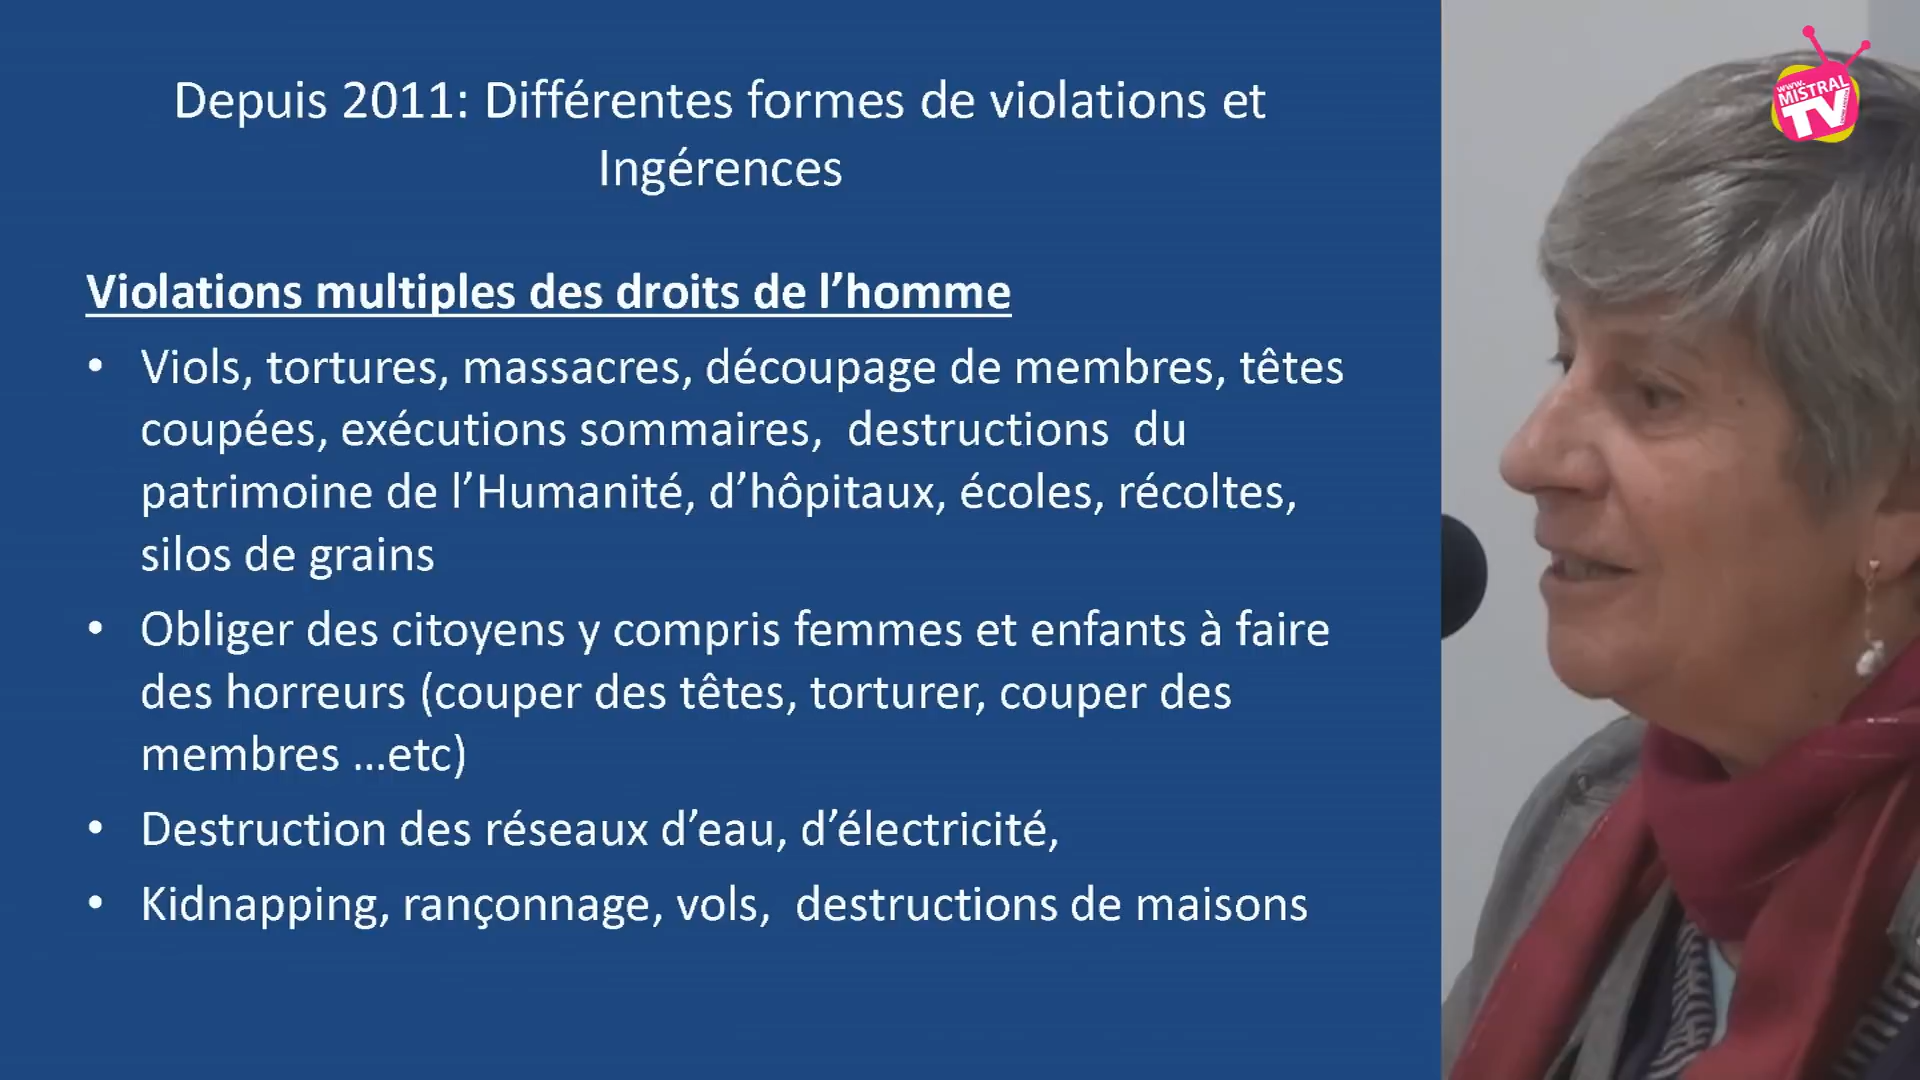 Depuis 2011: Différentes formes de violations et
Ingérences
Violations multiples des droits de l’homme
• Viols, tortures, massacres, découpage de membres, têtes
coupées, exécutions sommaires,  destructions  du
patrimoine de l’Humanité, d’hôpitaux, écoles, récoltes,
silos de grains
• Obliger des citoyens y compris femmes et enfants à faire
des horreurs (couper des têtes, torturer, couper des
membres ...etc)
• Destruction des réseaux d’eau, d’électricité,
• Kidnapping, rançonnage, vols,  destructions de maisons
www.
MISTRAL
TV